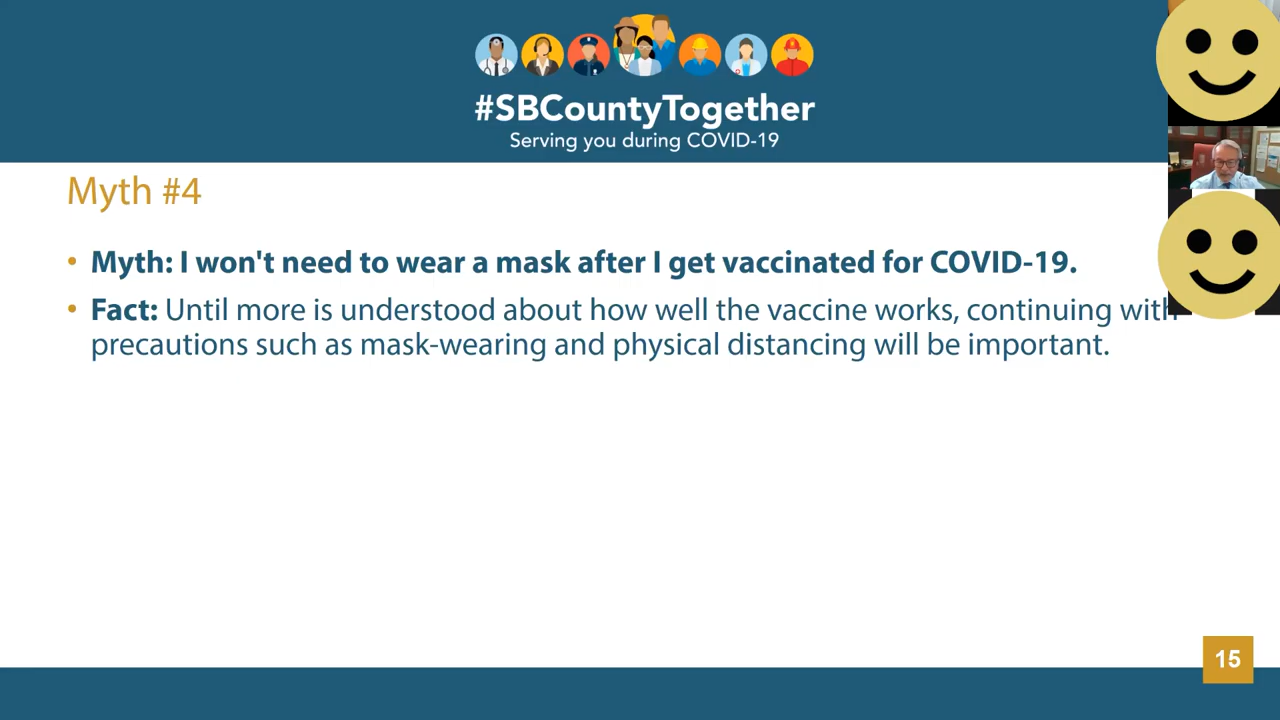 #SBCountyTogether
Serving you during COVID-19
Myth #4
• Myth: I won't need to wear a mask after I get vaccinated for COVID-19.
• Fact: Until more is understood about how well the vaccine works, continuing with
precautions such as mask-wearing and physical distancing will be important.
15